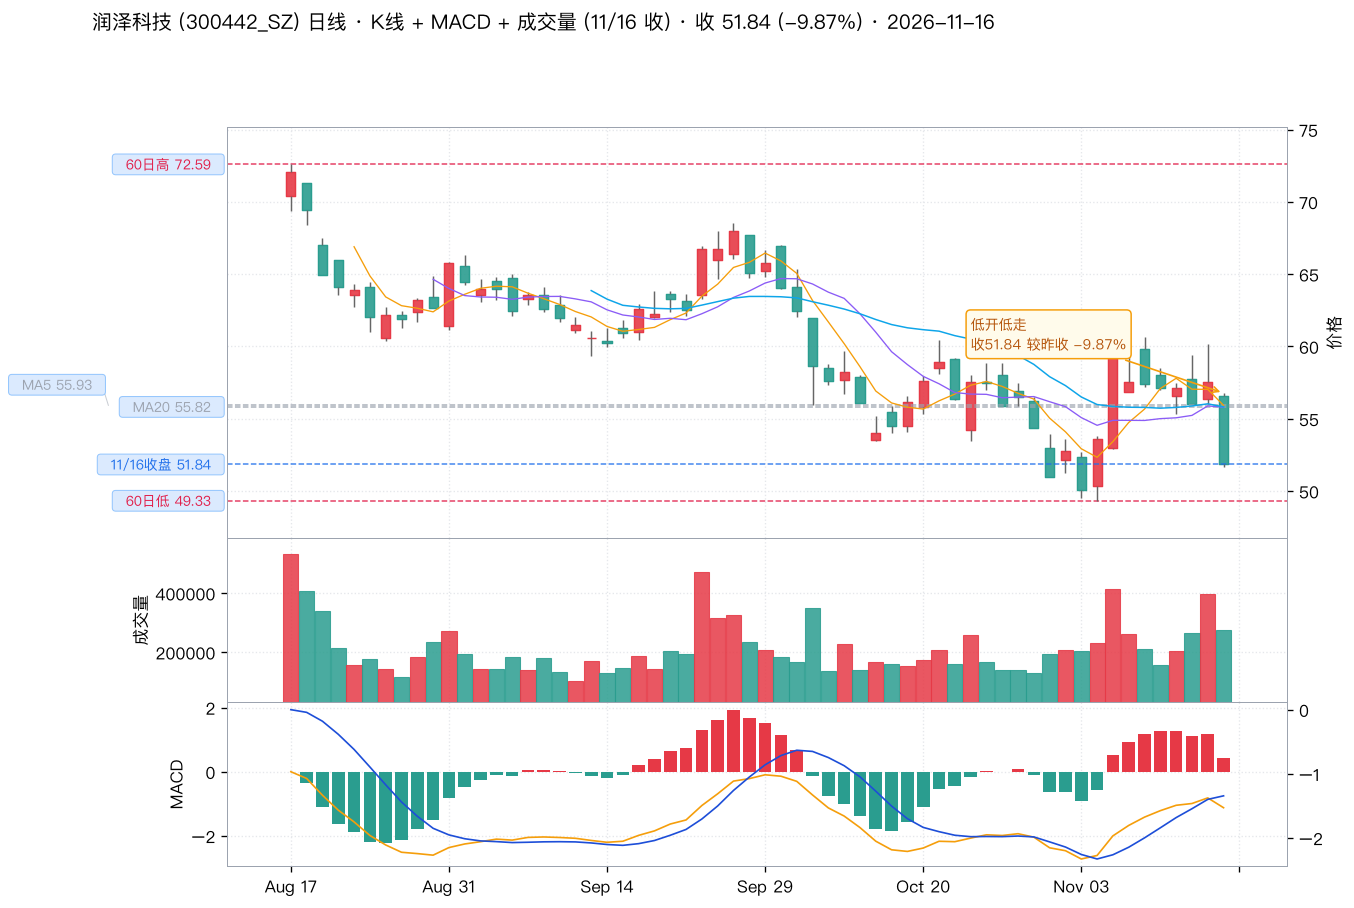 润泽科技 (300442_SZ) 日线 · K线 + MACD + 成交量 (11/16 收) · 收 51.84 (−9.87%) · 2026−11−16
60日高 72.59
MA5 55.93
MA20 55.82
11/16收盘 51.84
60日低 49.33
低开低走
收51.84 较昨收 −9.87%
75
70
65
60
55
50
价格
成交量
400000
200000
MACD
2
0
−2
0
−1
−2
Aug 17
Aug 31
Sep 14
Sep 29
Oct 20
Nov 03